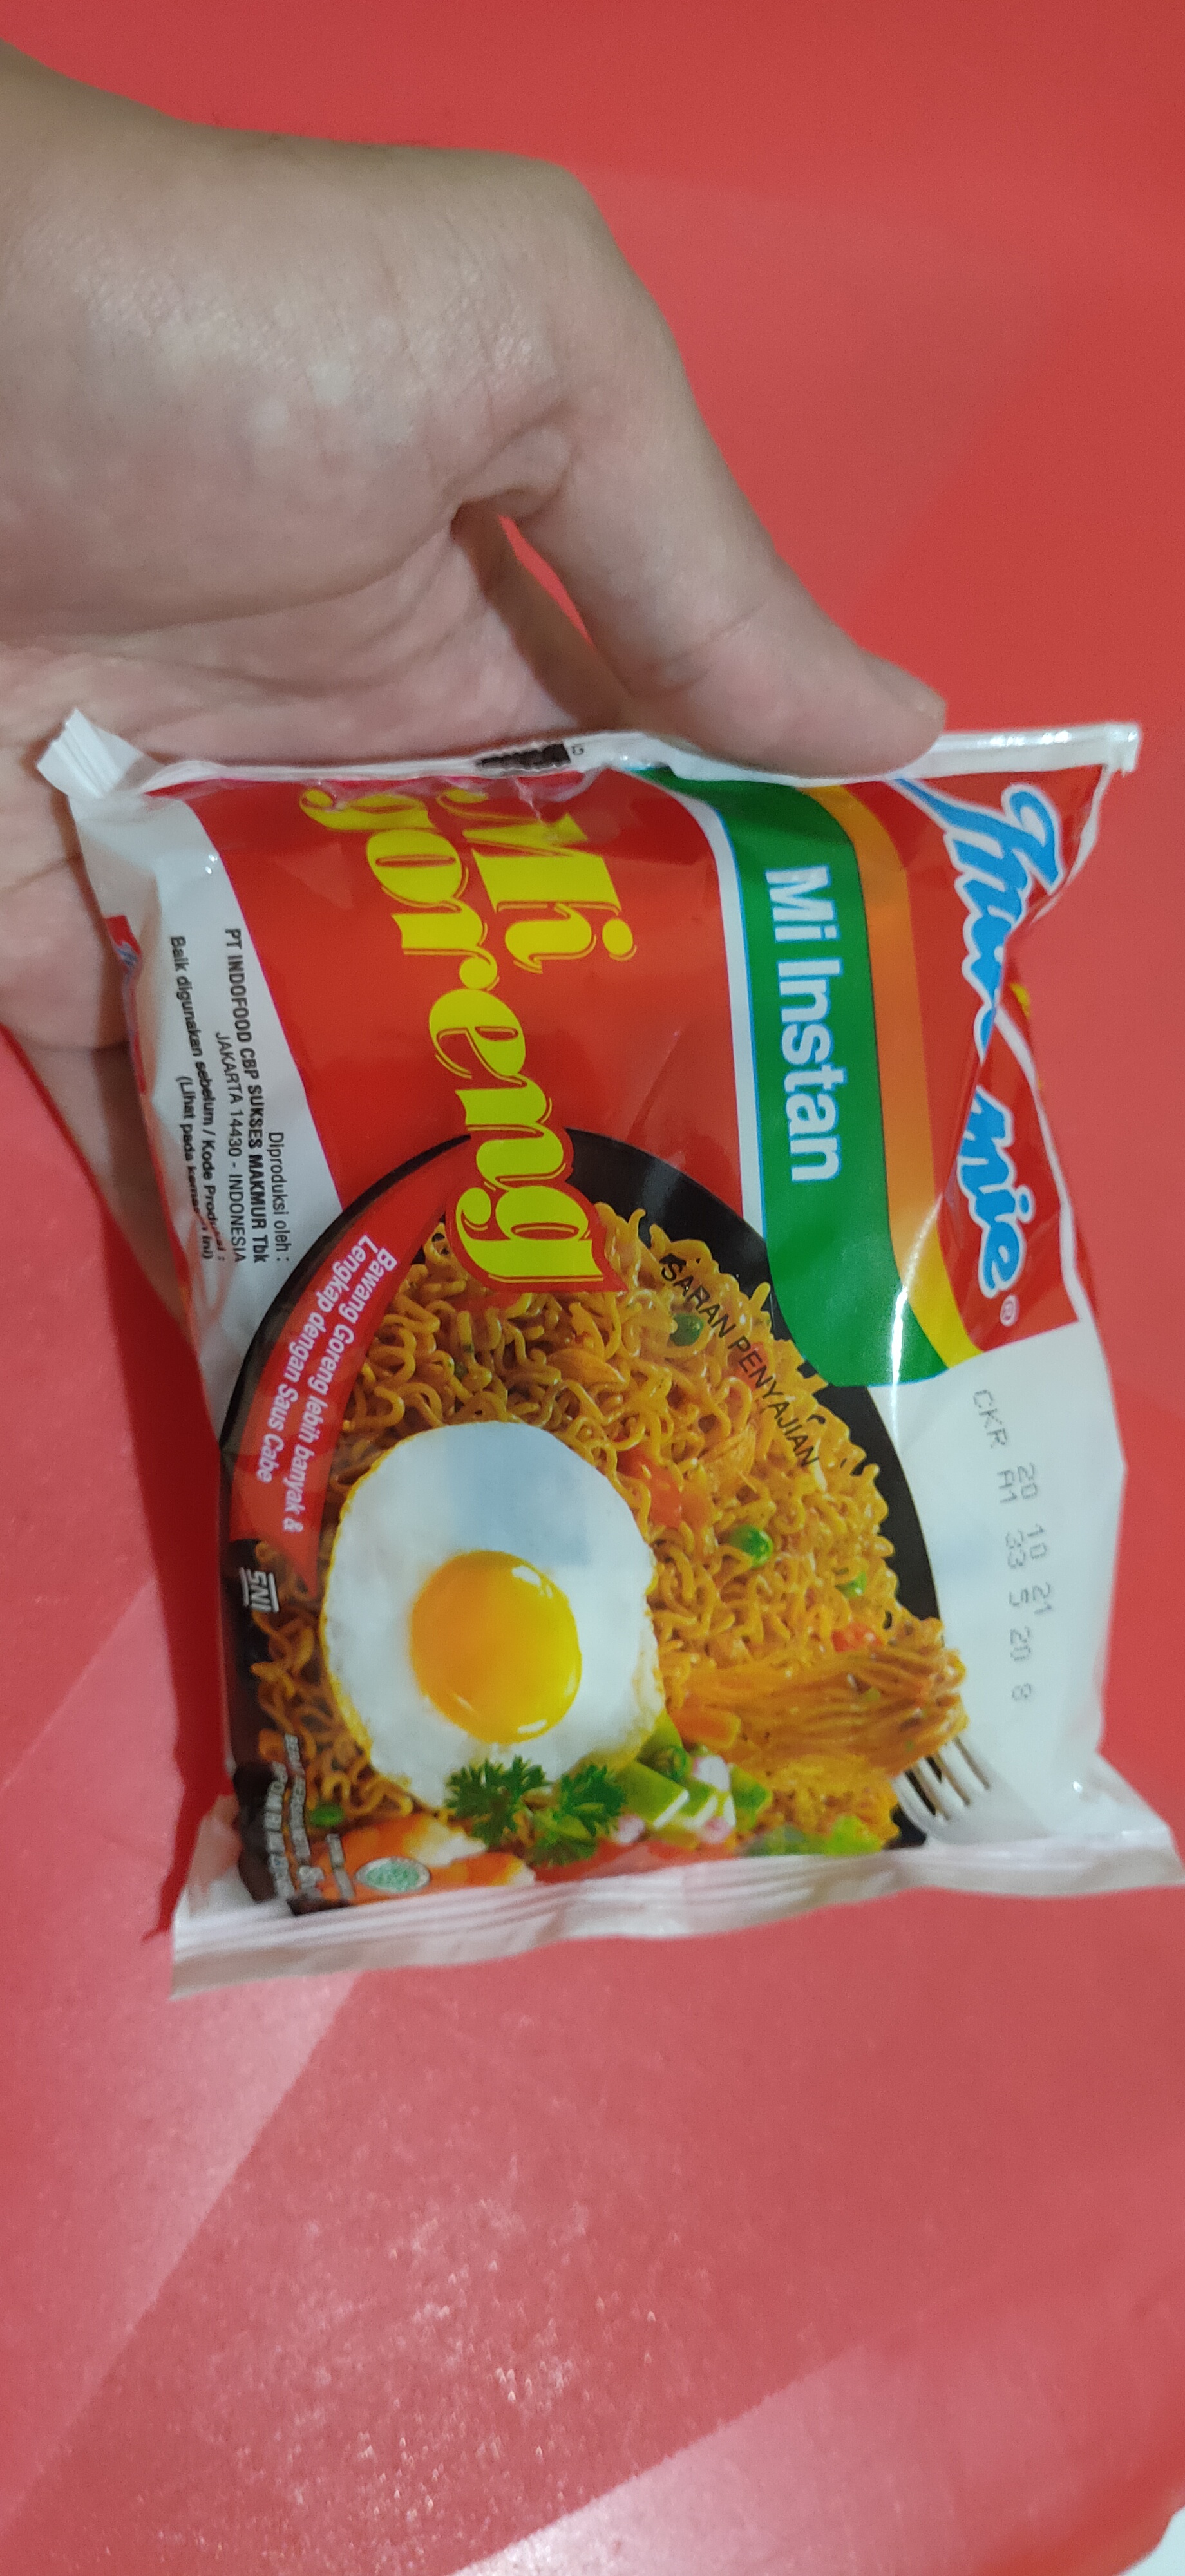 Indomie®
Mi Instan
Mi
goreng
20 10 21
CKR A1 33 5 20 8
SARAN PENYAJIAN
Diproduksi oleh :
PT INDOFOOD CBP SUKSES MAKMUR Tbk
JAKARTA 14430 - INDONESIA
Baik digunakan sebelum / Kode Produksi :
(Lihat pada kemasan ini)
Bawang Goreng lebih banyak &
Lengkap dengan Saus Cabe
SNI